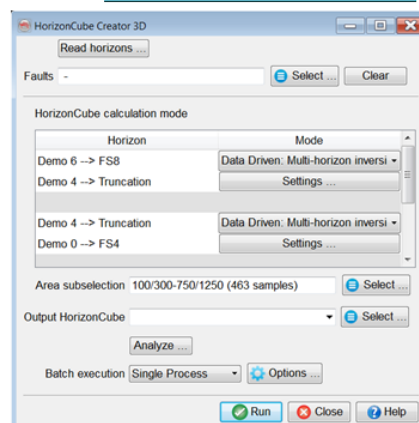 HorizonCube Creator 3D
Read horizons ...
Faults - Select ... Clear
HorizonCube calculation mode
Horizon Mode
Demo 6 --> FS8 Data Driven: Multi-horizon inversi
Demo 4 --> Truncation Settings ...
Demo 4 --> Truncation Data Driven: Multi-horizon inversi
Demo 0 --> FS4 Settings ...
Area subselection 100/300-750/1250 (463 samples) Select ...
Output HorizonCube Select ...
Analyze ...
Batch execution Single Process Options ...
Run Close Help